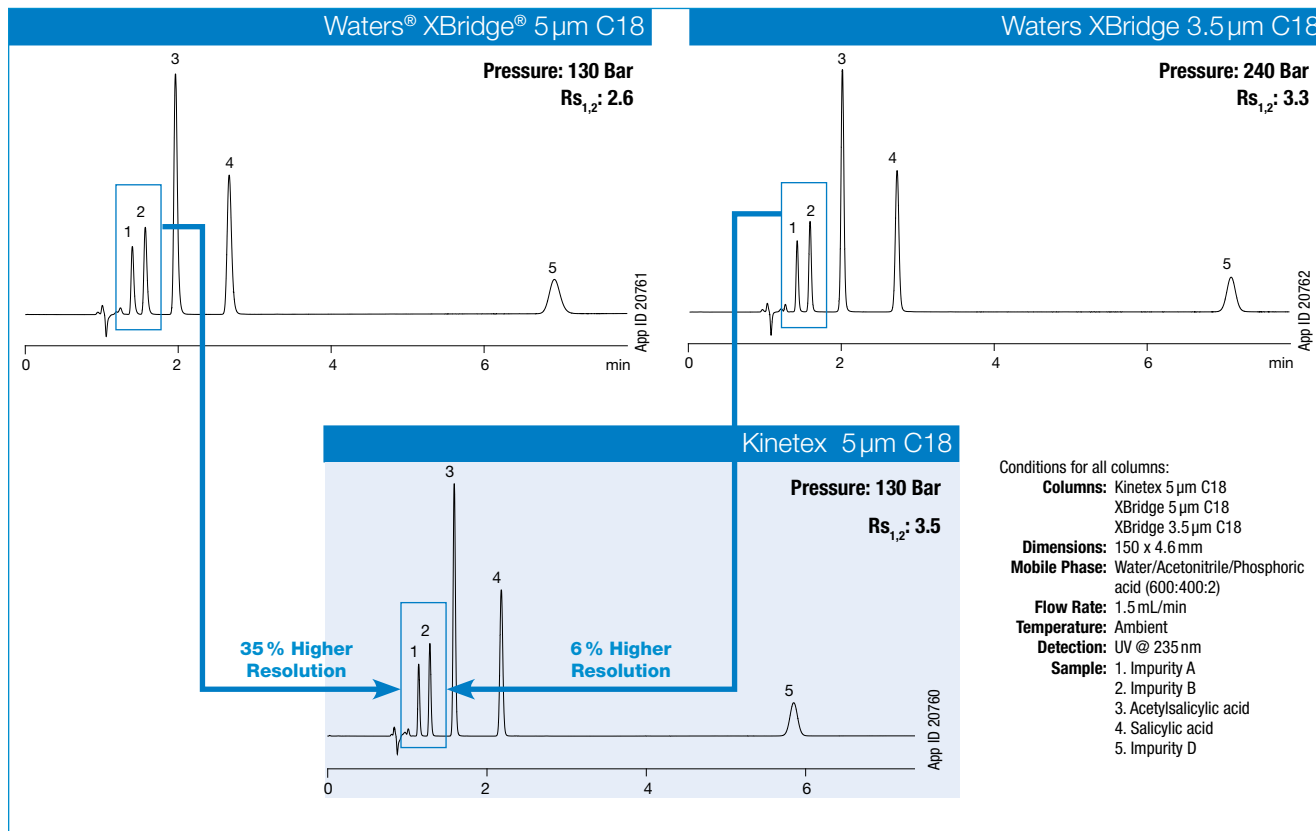 Waters® XBridge® 5 µm C18
Pressure: 130 Bar
Rs1,2: 2.6
3
4
2
1
5
App ID 20761
0 2 4 6 min
Waters XBridge 3.5 µm C18
Pressure: 240 Bar
Rs1,2: 3.3
3
4
2
1
5
App ID 20762
0 2 4 6 min
Kinetex 5 µm C18
Pressure: 130 Bar
Rs1,2: 3.5
3
4
2
1
5
App ID 20760
0 2 4 6
35 % Higher
Resolution
6 % Higher
Resolution
Conditions for all columns:
Columns: Kinetex 5 µm C18
XBridge 5 µm C18
XBridge 3.5 µm C18
Dimensions: 150 x 4.6 mm
Mobile Phase: Water/Acetonitrile/Phosphoric
acid (600:400:2)
Flow Rate: 1.5 mL/min
Temperature: Ambient
Detection: UV @ 235 nm
Sample: 1. Impurity A
2. Impurity B
3. Acetylsalicylic acid
4. Salicylic acid
5. Impurity D